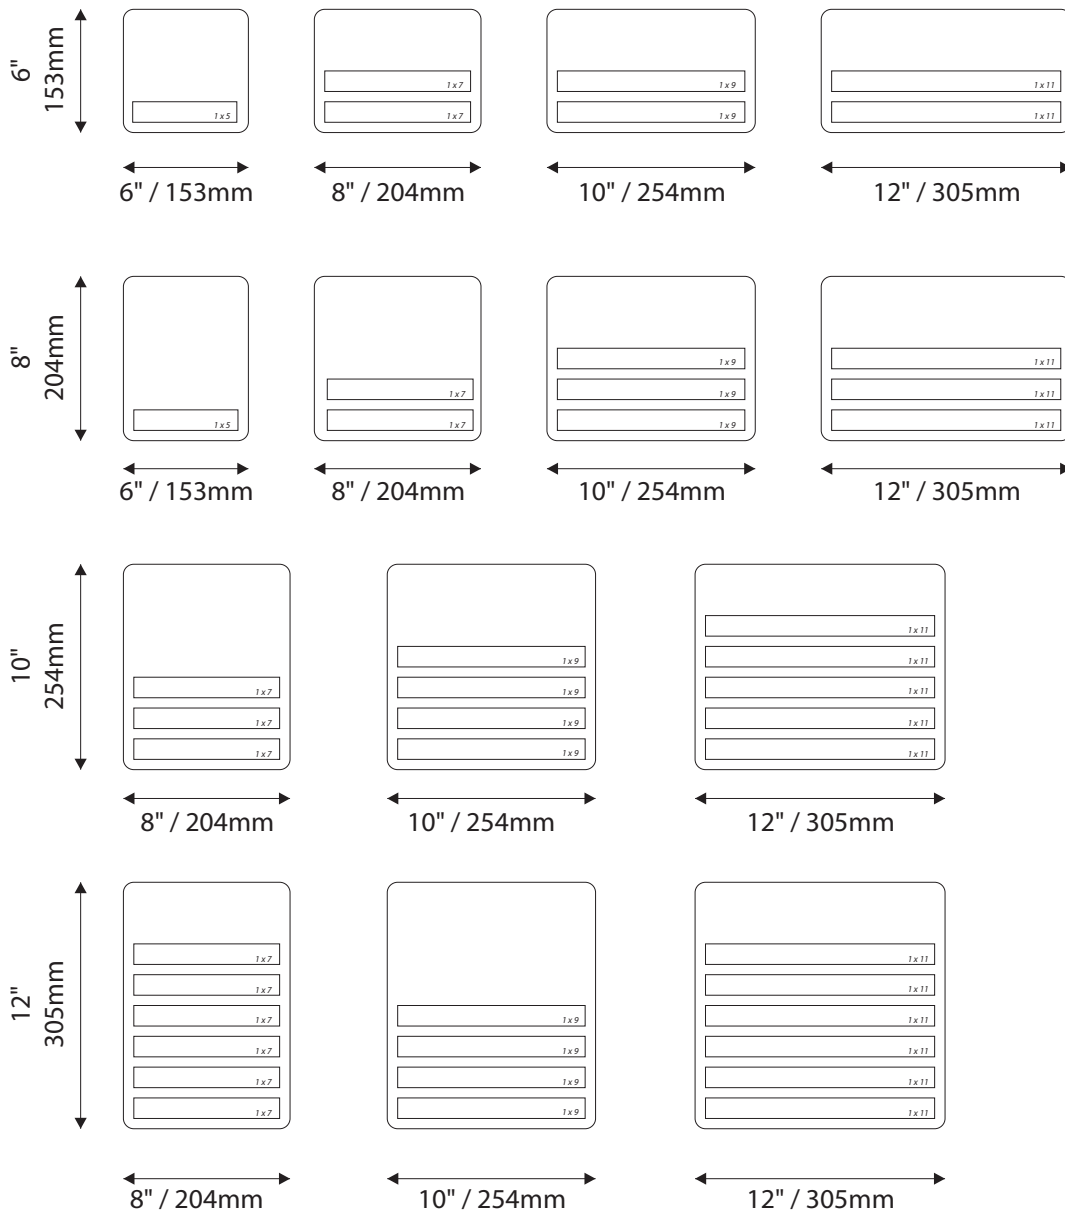 6"
153mm
1 x 5
1 x 7
1 x 7
1 x 9
1 x 9
1 x 11
1 x 11
6" / 153mm
8" / 204mm
10" / 254mm
12" / 305mm
8"
204mm
1 x 5
1 x 7
1 x 7
1 x 9
1 x 9
1 x 9
1 x 11
1 x 11
1 x 11
6" / 153mm
8" / 204mm
10" / 254mm
12" / 305mm
10"
254mm
1 x 7
1 x 7
1 x 7
1 x 9
1 x 9
1 x 9
1 x 9
1 x 11
1 x 11
1 x 11
1 x 11
1 x 11
8" / 204mm
10" / 254mm
12" / 305mm
12"
305mm
1 x 7
1 x 7
1 x 7
1 x 7
1 x 7
1 x 7
1 x 9
1 x 9
1 x 9
1 x 9
1 x 11
1 x 11
1 x 11
1 x 11
1 x 11
1 x 11
8" / 204mm
10" / 254mm
12" / 305mm